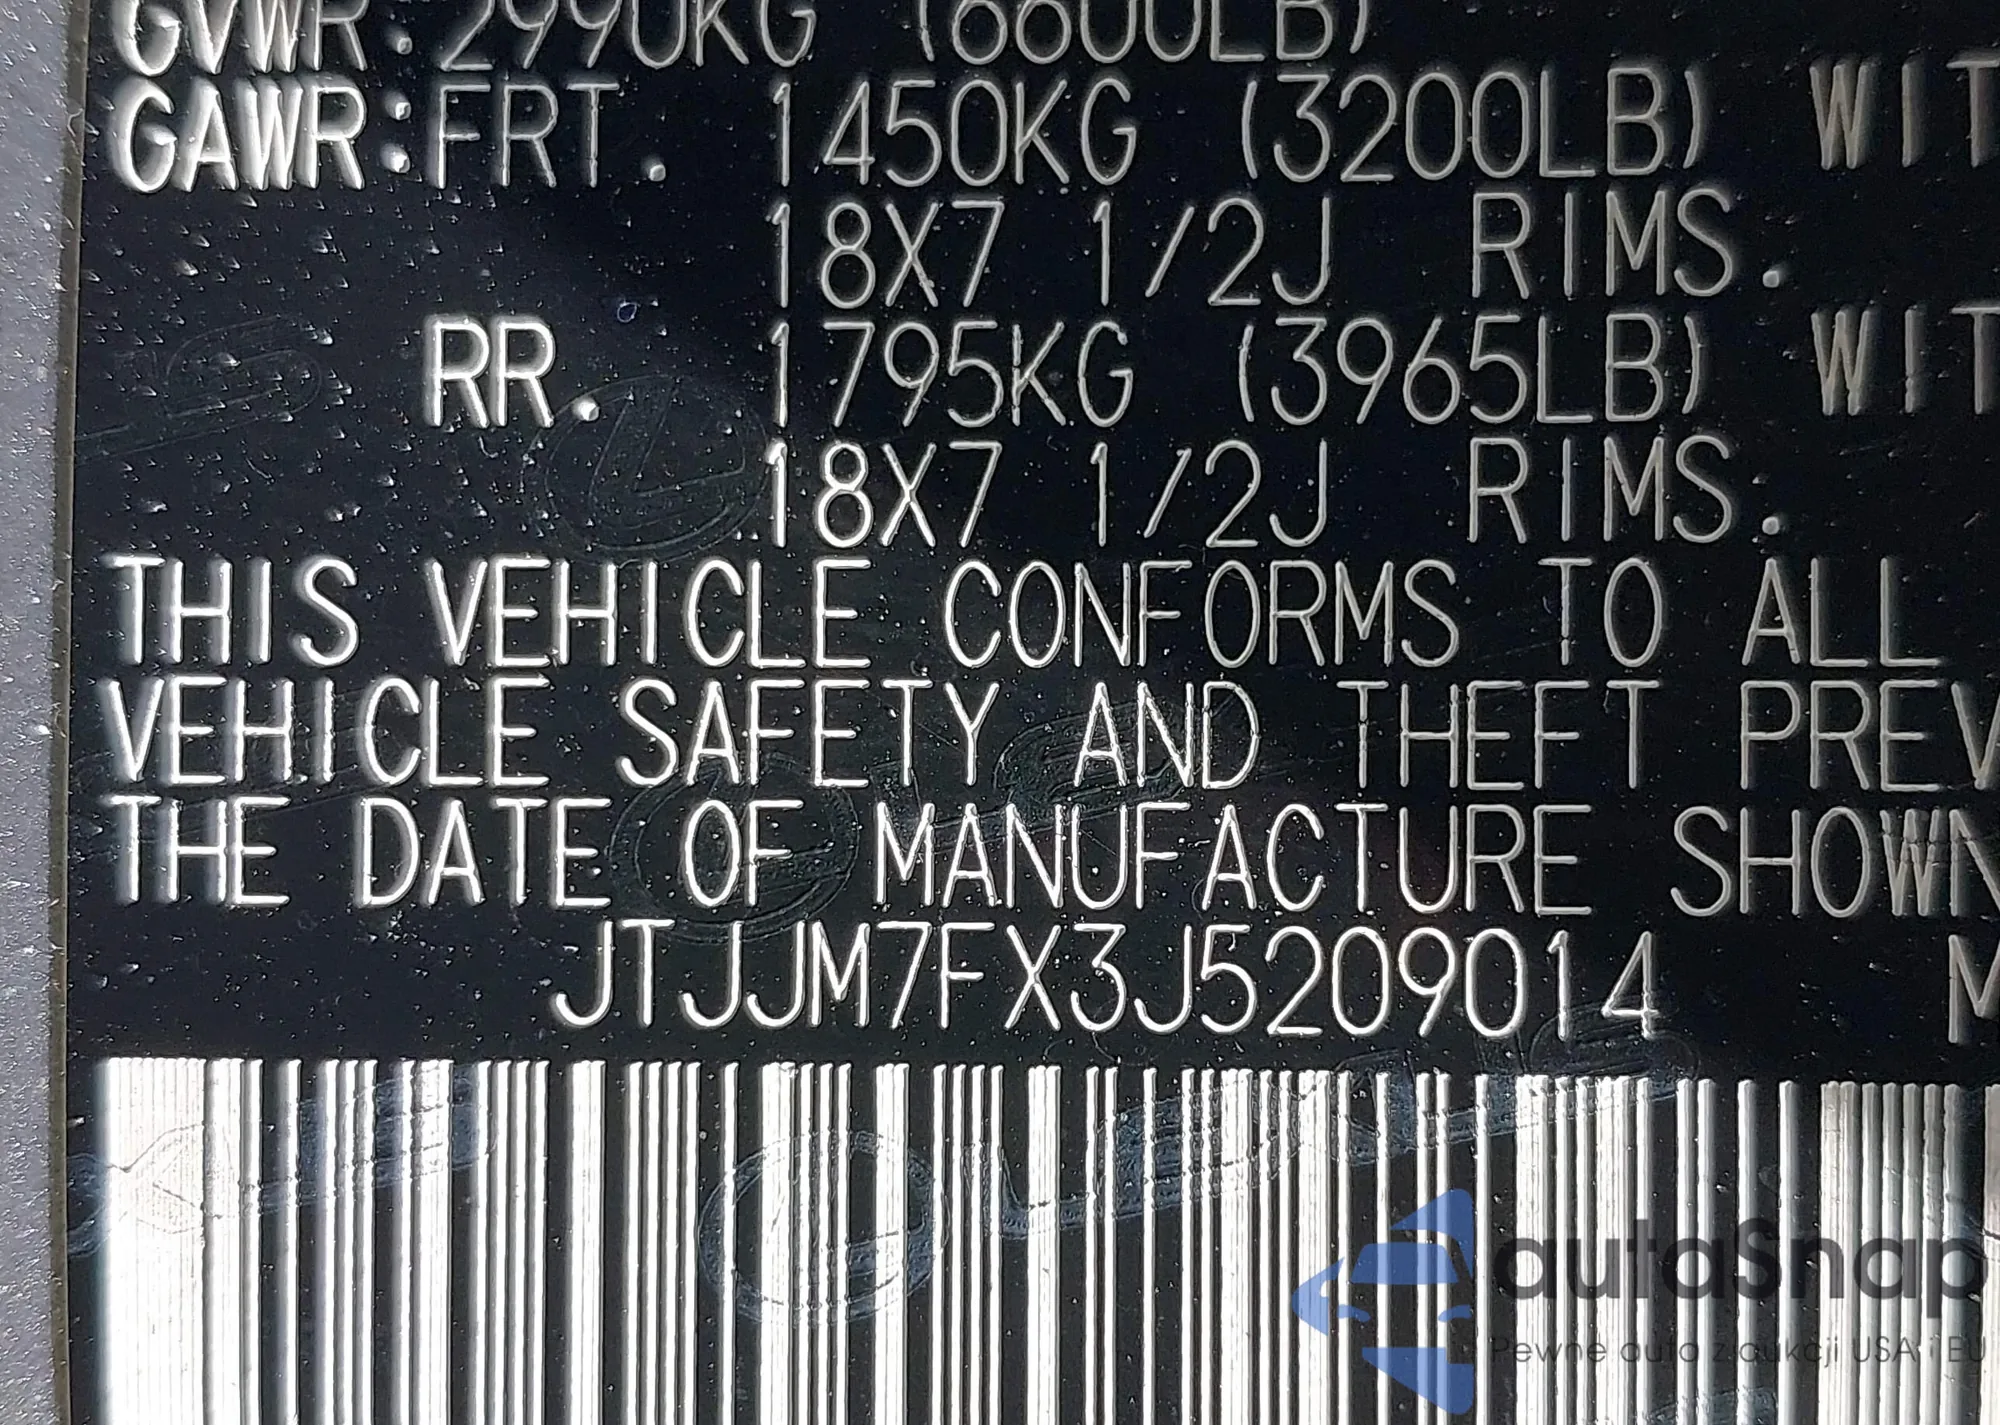 GVWR:2990KG (6600LB)
GAWR:FRT. 1450KG (3200LB) WIT
18X7 1/2J RIMS.
RR. 1795KG (3965LB) WIT
18X7 1/2J RIMS.
THIS VEHICLE CONFORMS TO ALL
VEHICLE SAFETY AND THEFT PREV
THE DATE OF MANUFACTURE SHOWN
JTJJM7FX3J5209014 M
autaSnap
Pewne auto z aukcji USA i EU